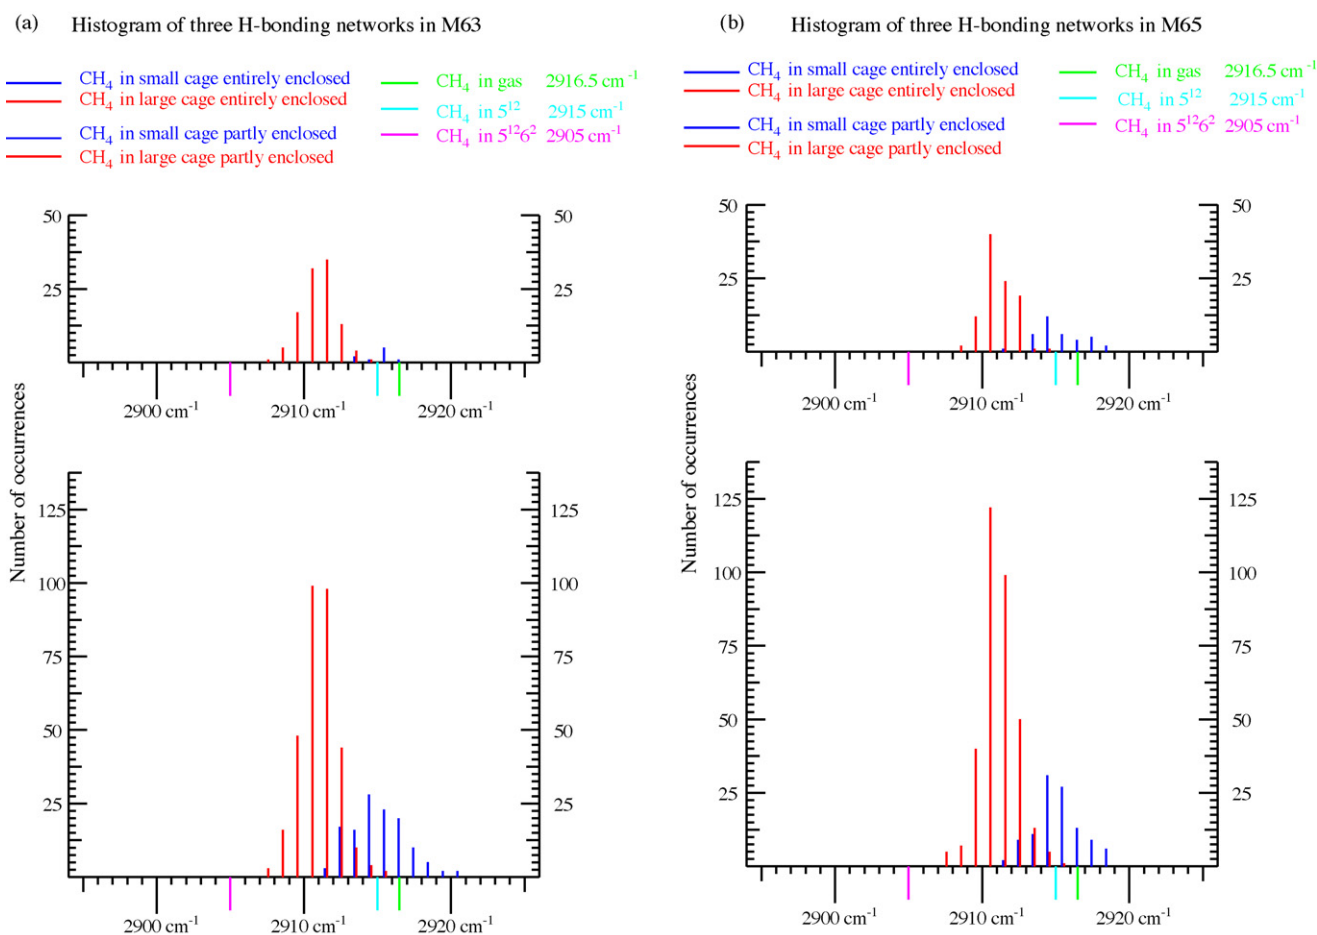 (a) Histogram of three H-bonding networks in M63
CH4 in small cage entirely enclosed
CH4 in large cage entirely enclosed
CH4 in small cage partly enclosed
CH4 in large cage partly enclosed
CH4 in gas 2916.5 cm-1
CH4 in 5^12 2915 cm-1
CH4 in 5^12 6^2 2905 cm-1
50 50
25 25
2900 cm-1 2910 cm-1 2920 cm-1
Number of occurrences
125 125
100 100
75 75
50 50
25 25
2900 cm-1 2910 cm-1 2920 cm-1
(b) Histogram of three H-bonding networks in M65
CH4 in small cage entirely enclosed
CH4 in large cage entirely enclosed
CH4 in small cage partly enclosed
CH4 in large cage partly enclosed
CH4 in gas 2916.5 cm-1
CH4 in 5^12 2915 cm-1
CH4 in 5^12 6^2 2905 cm-1
50 50
25 25
2900 cm-1 2910 cm-1 2920 cm-1
Number of occurrences
125 125
100 100
75 75
50 50
25 25
2900 cm-1 2910 cm-1 2920 cm-1